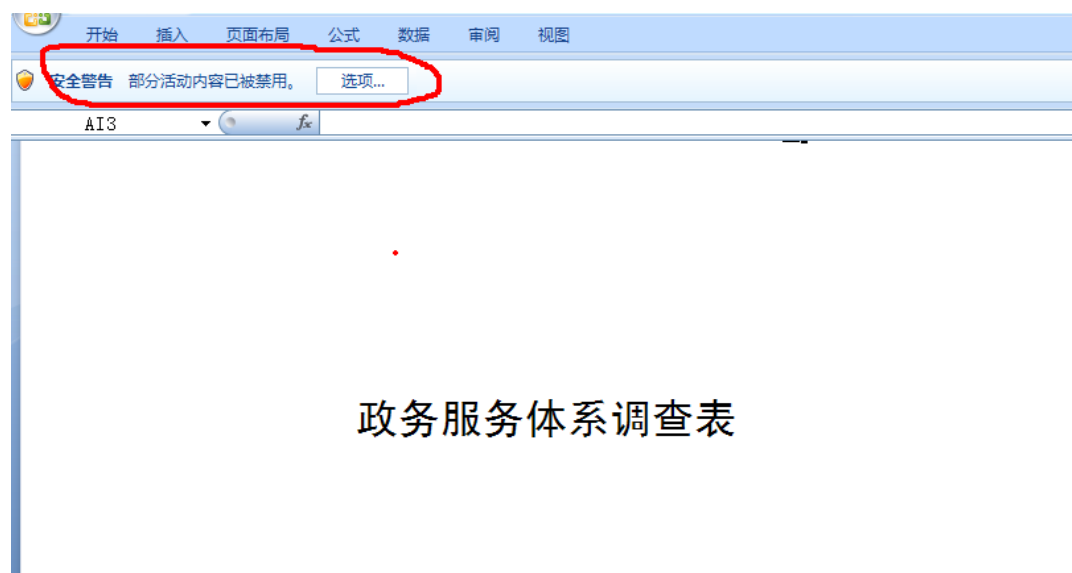 开始 插入 页面布局 公式 数据 审阅 视图
安全警告 部分活动内容已被禁用。 选项...
AI3 fx
政务服务体系调查表